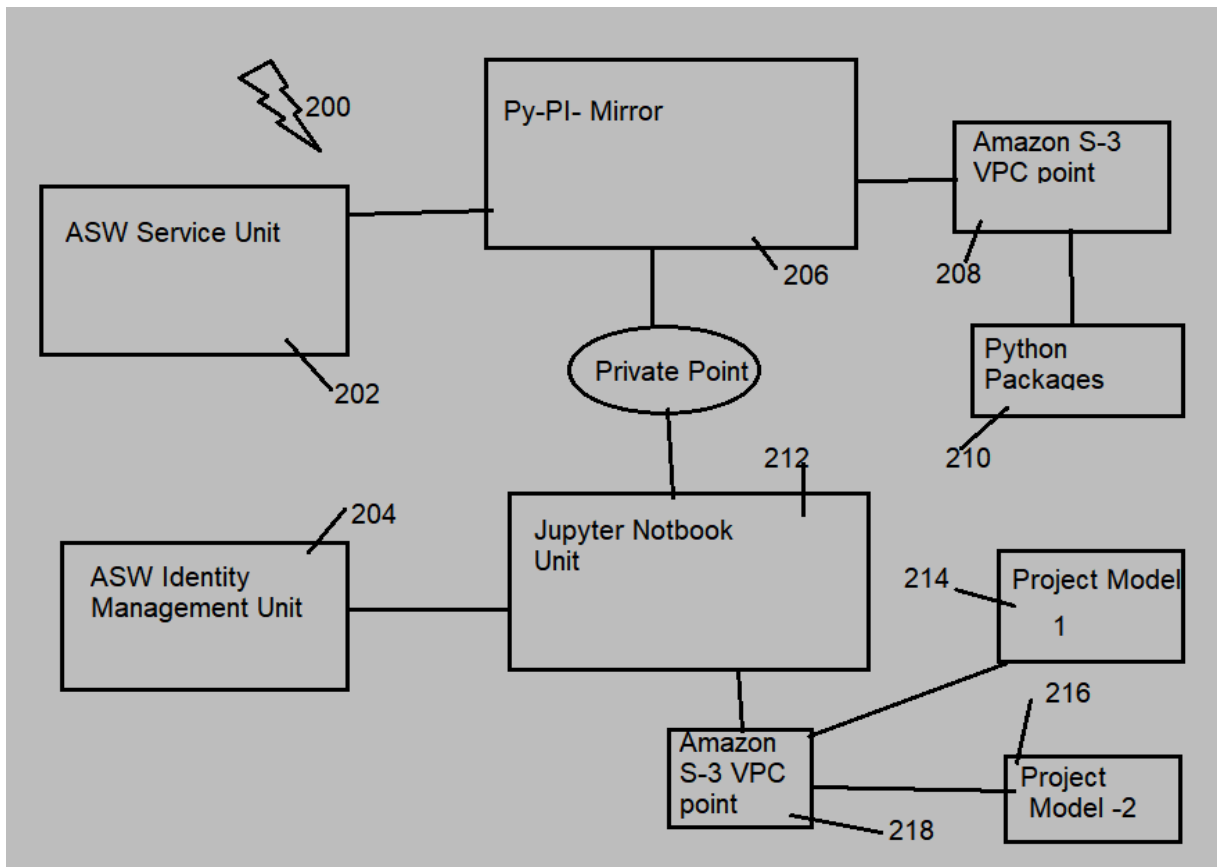 200
Py-PI- Mirror
Amazon S-3
VPC point
ASW Service Unit
206
208
202
Private Point
Python
Packages
210
212
204
Jupyter Notbook
Unit
ASW Identity
Management Unit
214
Project Model
1
216
Amazon
S-3 VPC
point
Project
Model -2
218